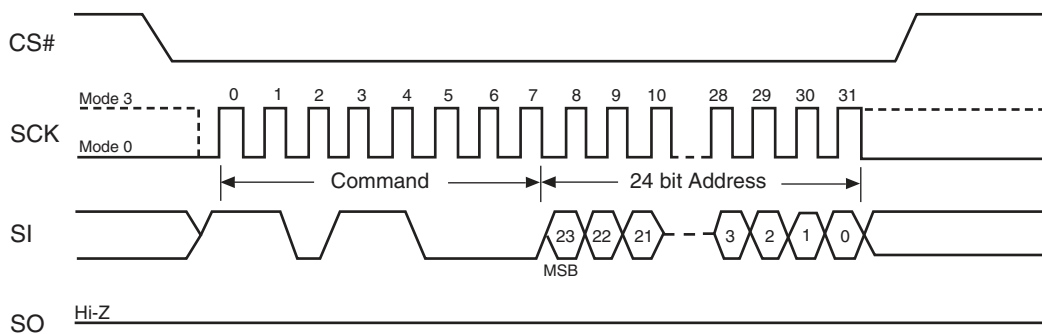 CS#
Mode 3
0 1 2 3 4 5 6 7 8 9 10 28 29 30 31
SCK
Mode 0
Command 24 bit Address
SI
23 22 21 3 2 1 0
MSB
Hi-Z
SO